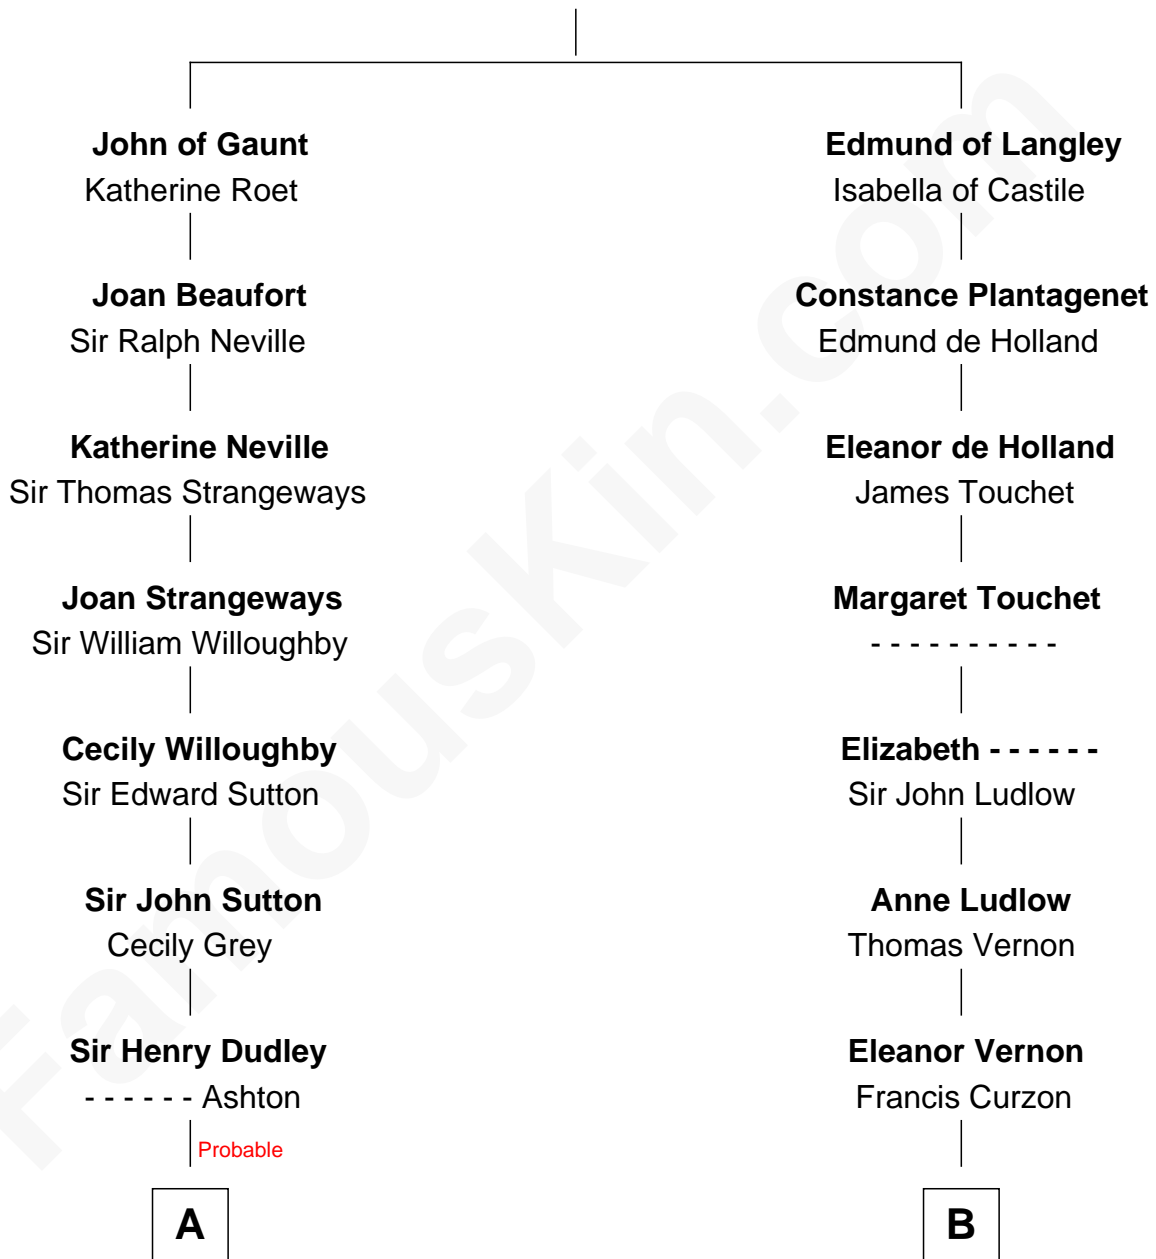 John of Gaunt
Katherine Roet
Edmund of Langley
Isabella of Castile
Joan Beaufort
Sir Ralph Neville
Constance Plantagenet
Edmund de Holland
Katherine Neville
Sir Thomas Strangeways
Eleanor de Holland
James Touchet
Joan Strangeways
Sir William Willoughby
Margaret Touchet
- - - - - - - - - -
Cecily Willoughby
Sir Edward Sutton
Elizabeth - - - - - -
Sir John Ludlow
Sir John Sutton
Cecily Grey
Anne Ludlow
Thomas Vernon
Sir Henry Dudley
- - - - - - Ashton
Eleanor Vernon
Francis Curzon
Probable
A
B
FamousKin.com